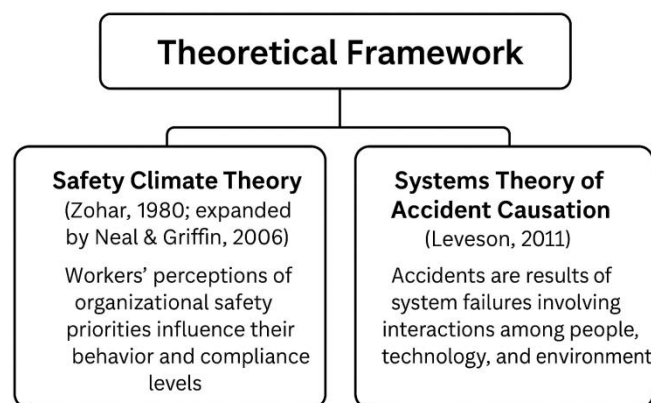 Theoretical Framework
Safety Climate Theory
(Zohar, 1980; expanded
by Neal & Griffin, 2006)
Workers’ perceptions of
organizational safety
priorities influence their
behavior and compliance
levels
Systems Theory of
Accident Causation
(Leveson, 2011)
Accidents are results of
system failures involving
interactions among people,
technology, and environment